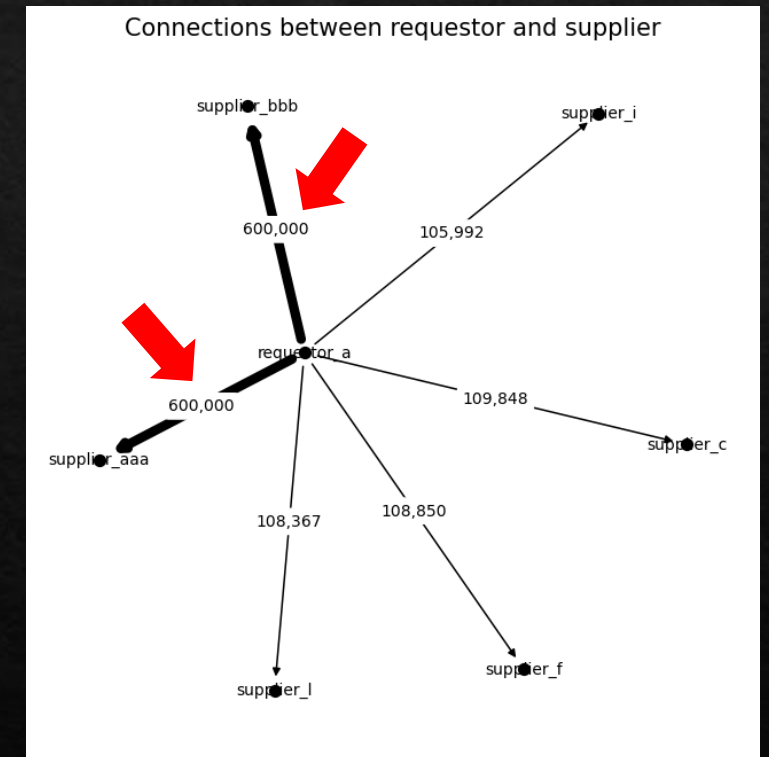 Connections between requestor and supplier
supplier_bbb
supplier_i
600,000
105,992
requestor_a
109,848
600,000
supplier_c
supplier_aaa
108,850
108,367
supplier_f
supplier_l